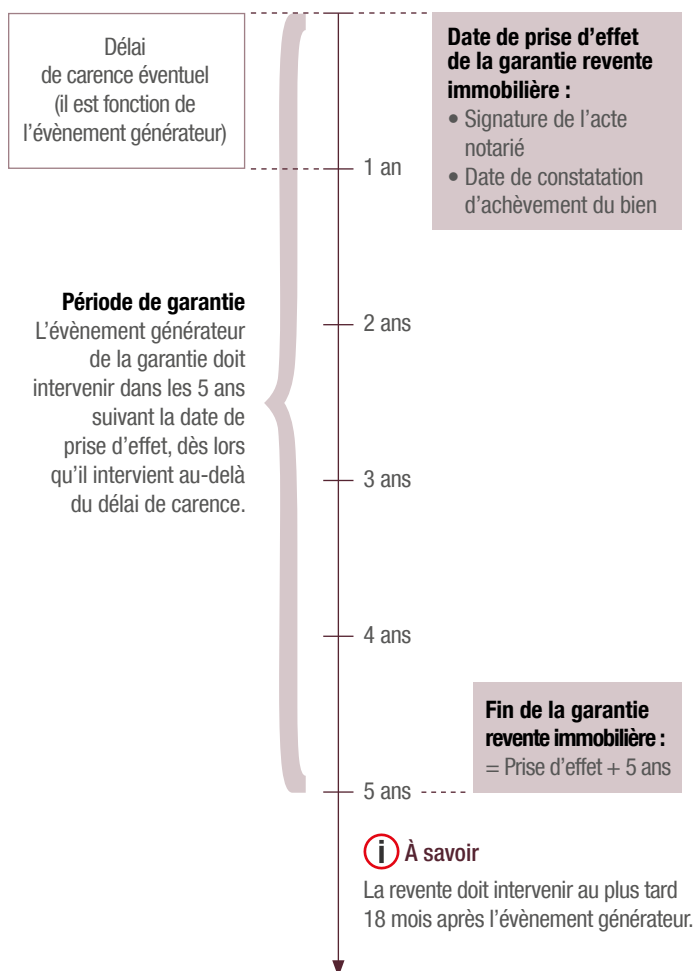 Délai
de carence éventuel
(il est fonction de
l’évènement générateur)
Date de prise d’effet
de la garantie revente
immobilière :
• Signature de l’acte
notarié
• Date de constatation
d’achèvement du bien
1 an
Période de garantie
L’évènement générateur
de la garantie doit
intervenir dans les 5 ans
suivant la date de
prise d’effet, dès lors
qu’il intervient au-delà
du délai de carence.
2 ans
3 ans
4 ans
Fin de la garantie
revente immobilière :
= Prise d’effet + 5 ans
5 ans
i À savoir
La revente doit intervenir au plus tard
18 mois après l’évènement générateur.